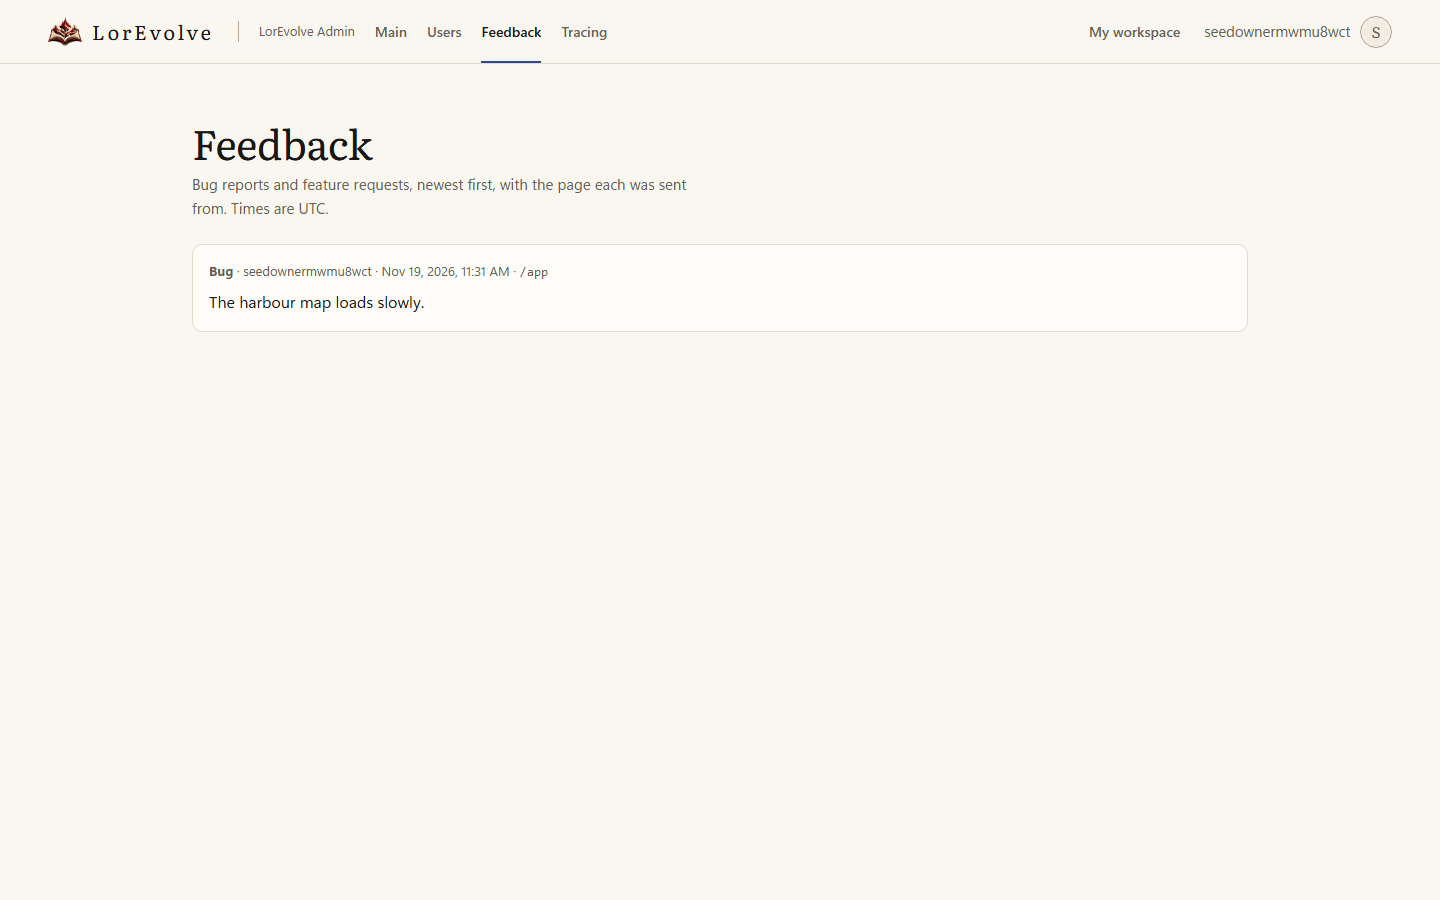 LorEvolve
LorEvolve Admin
Main
Users
Feedback
Tracing
My workspace
seedownermwmu8wct
S
Feedback
Bug reports and feature requests, newest first, with the page each was sent
from. Times are UTC.
Bug · seedownermwmu8wct · Nov 19, 2026, 11:31 AM · /app
The harbour map loads slowly.